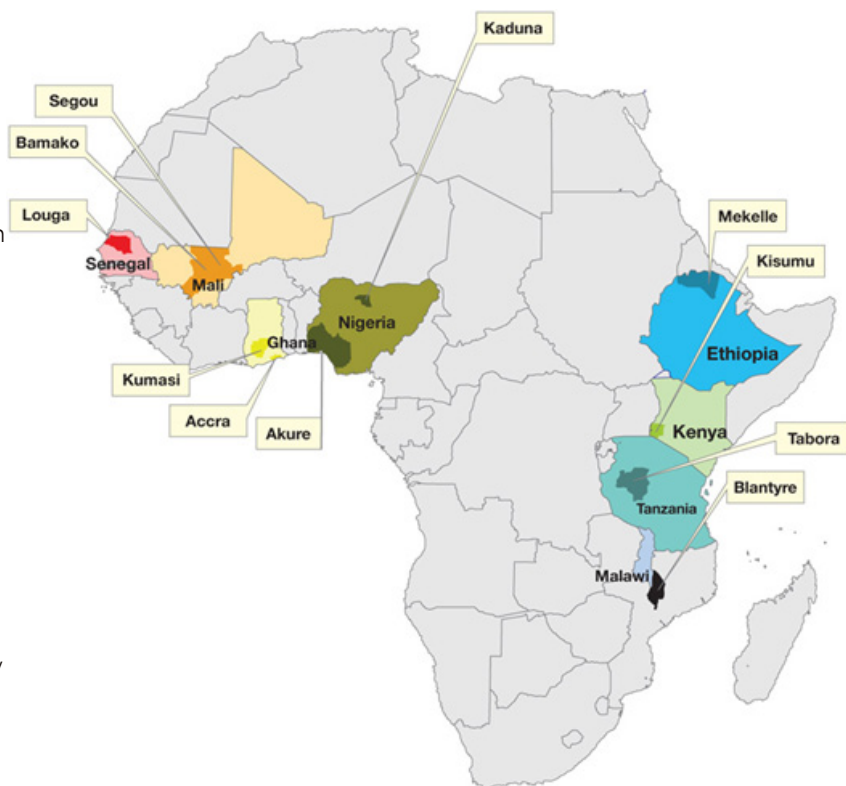 Kaduna
Segou
Bamako
Louga
n
Senegal
Mali
Mekelle
Kisumu
Nigeria
Ghana
Ethiopia
Kumasi
Accra
Akure
Kenya
Tabora
Blantyre
Tanzania
Malawi
y